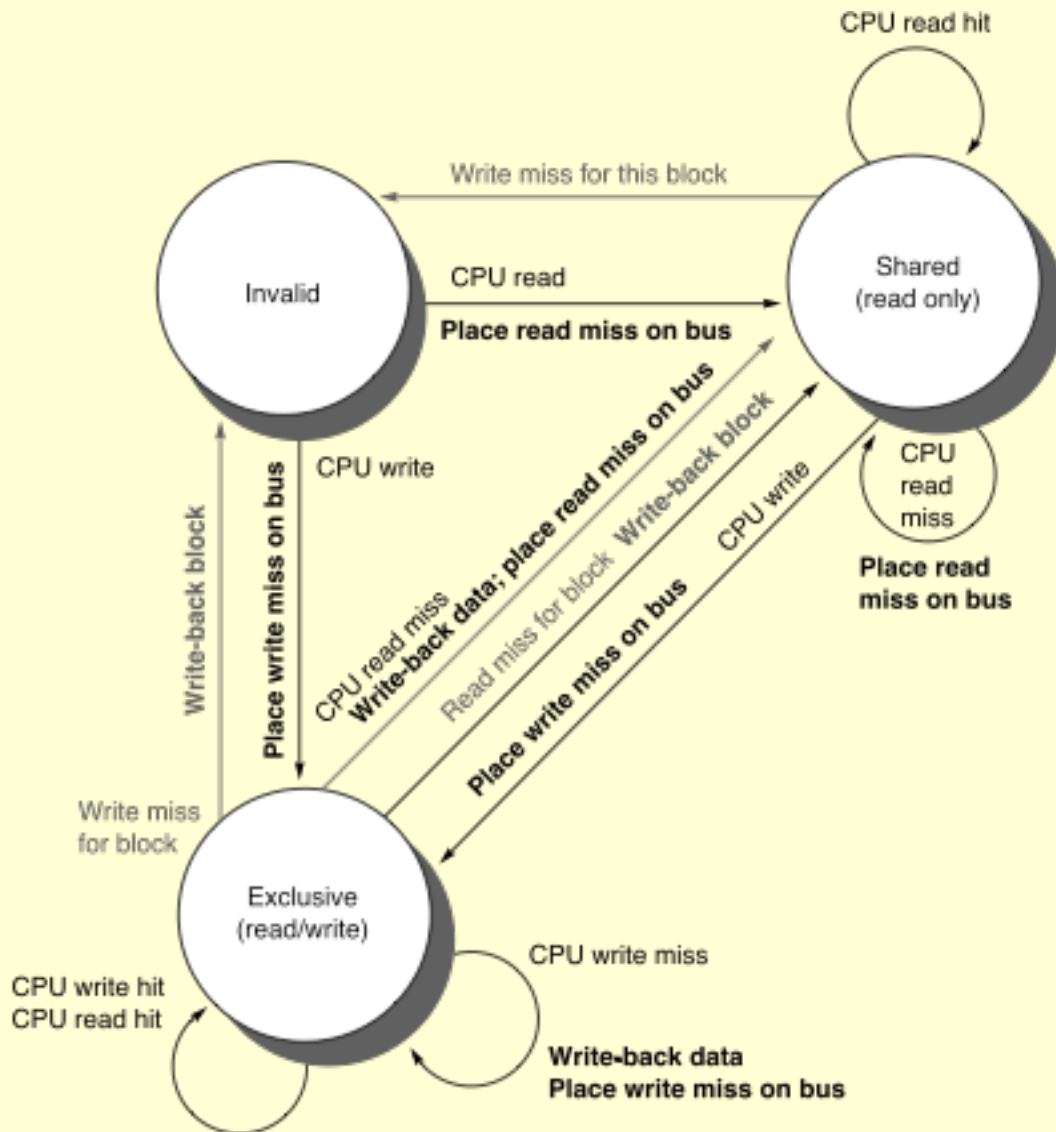 CPU read hit
Write miss for this block
Invalid
Shared
(read only)
CPU read
Place read miss on bus
CPU write
Place write miss on bus
Write-back block
Write miss
for block
CPU read miss
Write-back data; place read miss on bus
Read miss for block Write-back block
CPU write
Place write miss on bus
CPU
read
miss
Place read
miss on bus
Exclusive
(read/write)
CPU write hit
CPU read hit
CPU write miss
Write-back data
Place write miss on bus